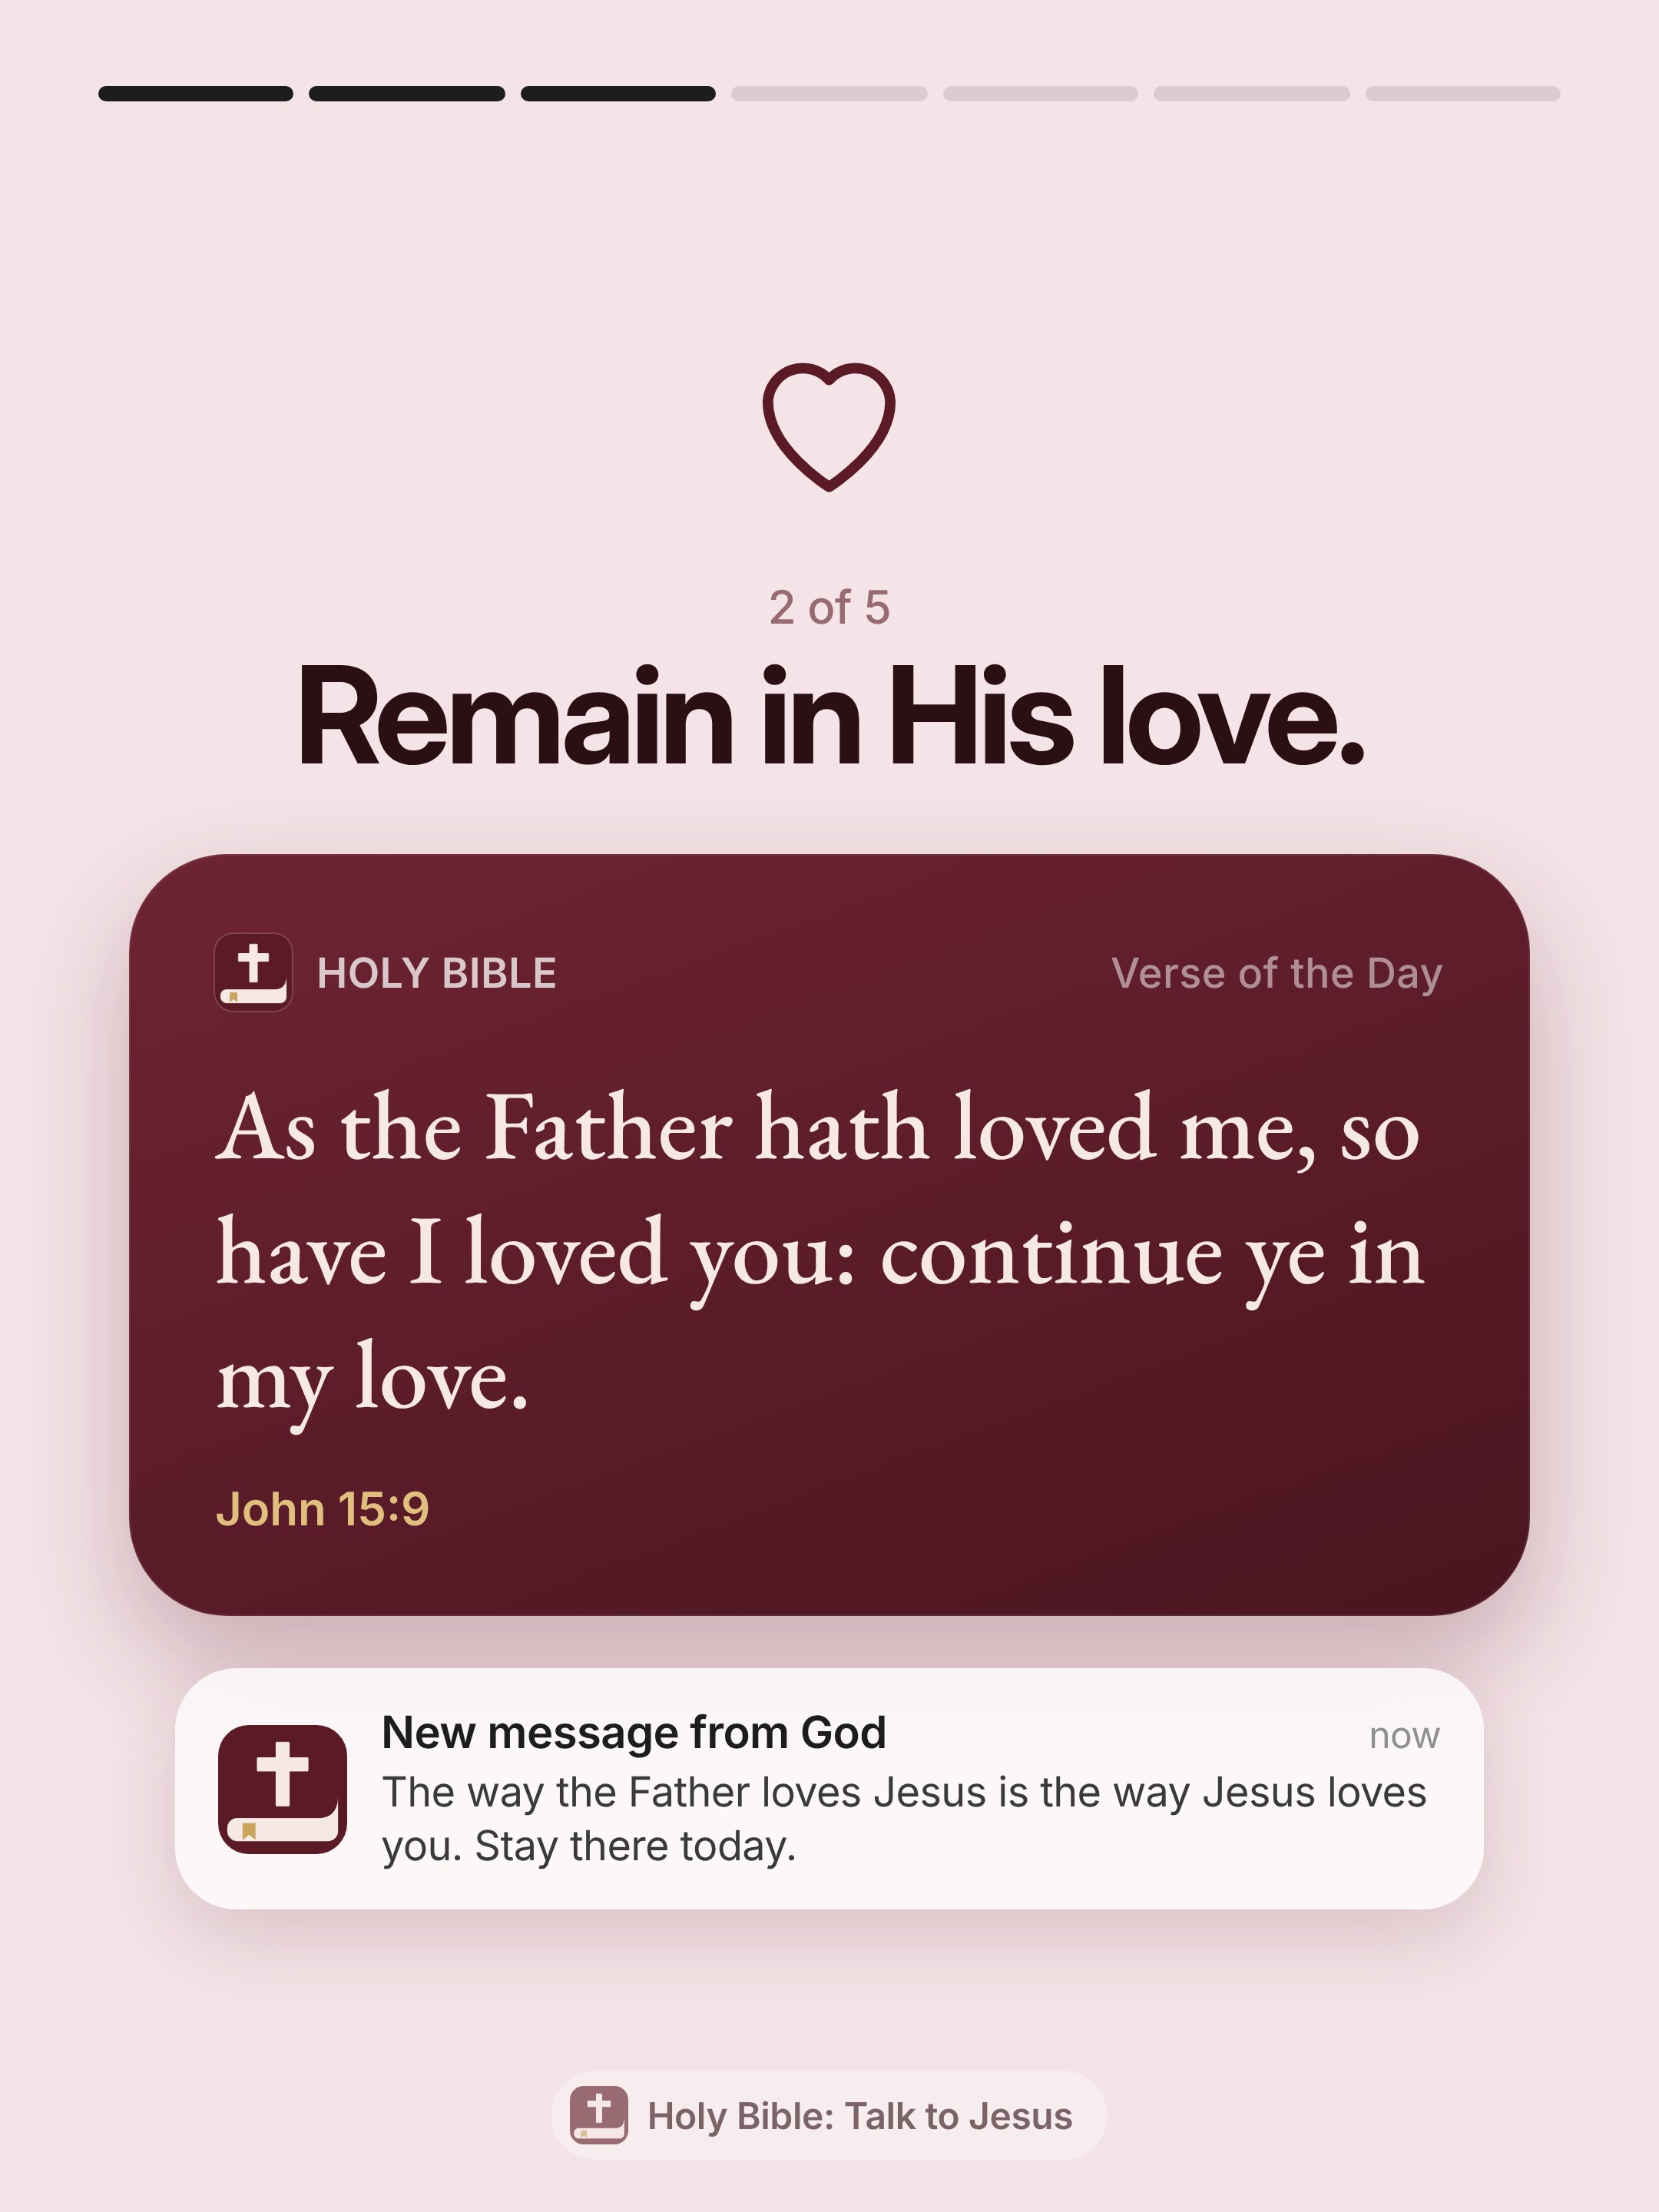 2 of 5
Remain in His love.
HOLY BIBLE
Verse of the Day
As the Father hath loved me, so
have I loved you: continue ye in
my love.
John 15:9
New message from God
now
The way the Father loves Jesus is the way Jesus loves
you. Stay there today.
Holy Bible: Talk to Jesus